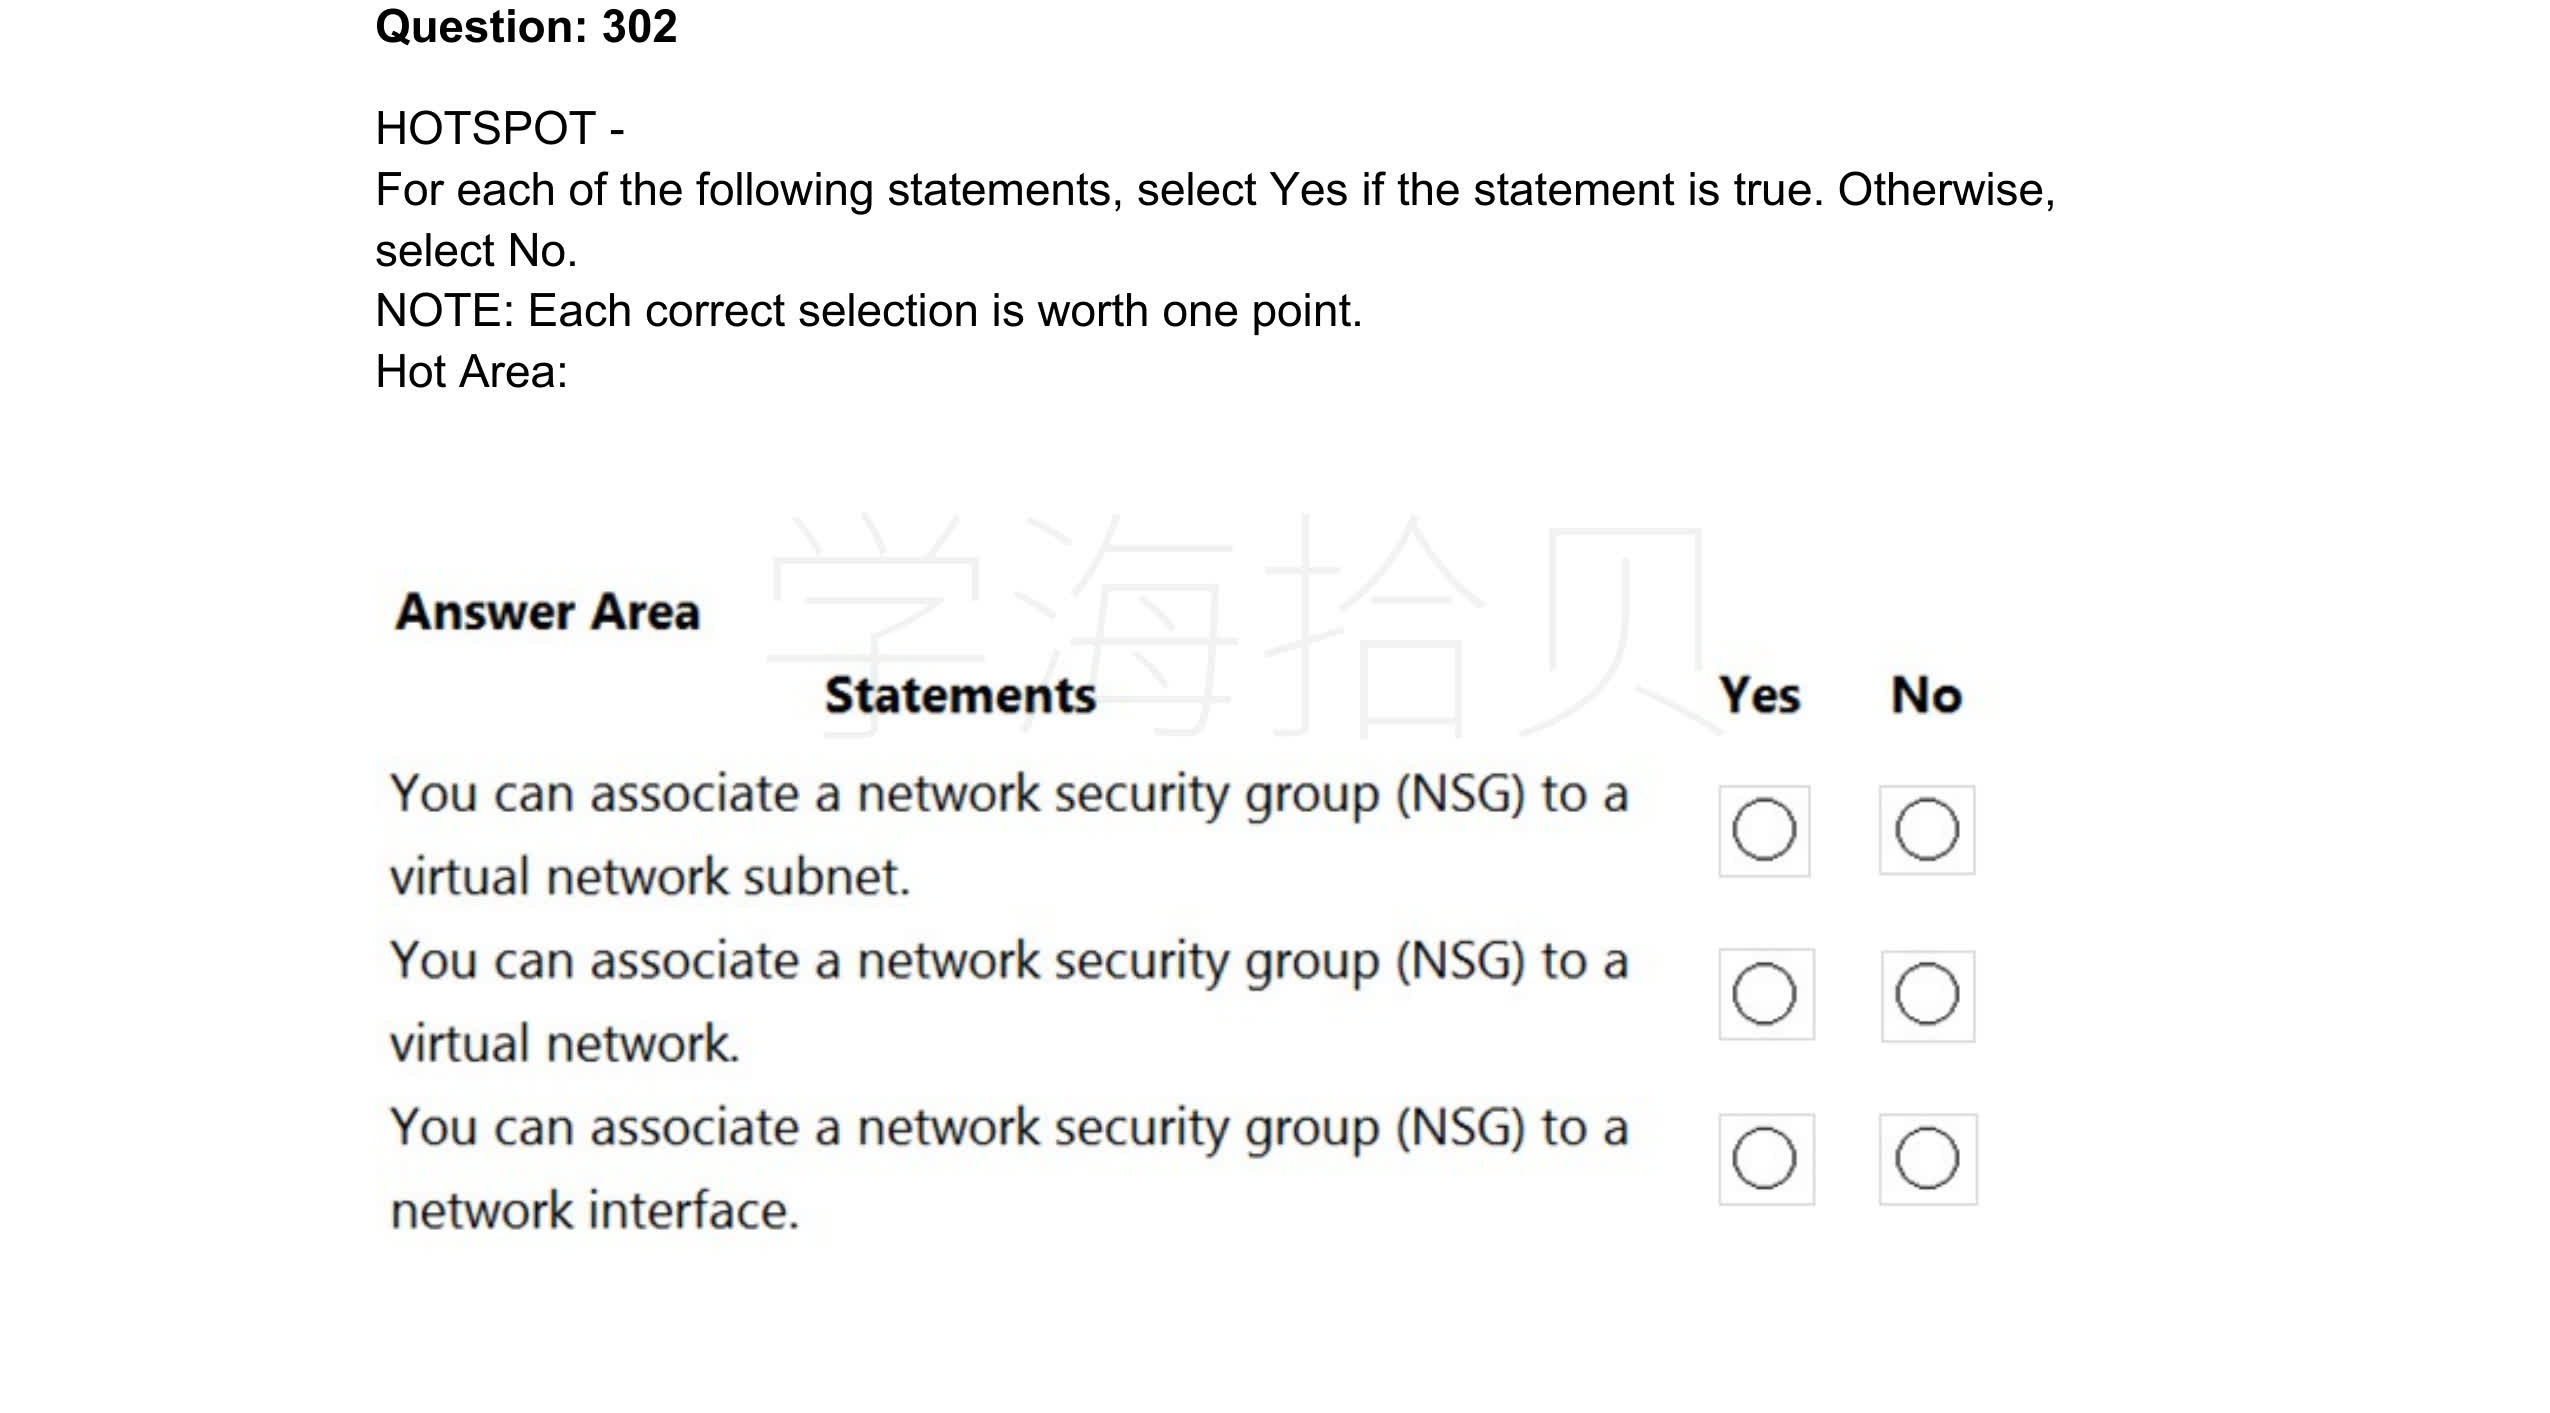 Question: 302
HOTSPOT -
For each of the following statements, select Yes if the statement is true. Otherwise,
select No.
NOTE: Each correct selection is worth one point.
Hot Area:
学海拾贝
Answer Area
Statements Yes No
You can associate a network security group (NSG) to a
virtual network subnet.
You can associate a network security group (NSG) to a
virtual network.
You can associate a network security group (NSG) to a
network interface.